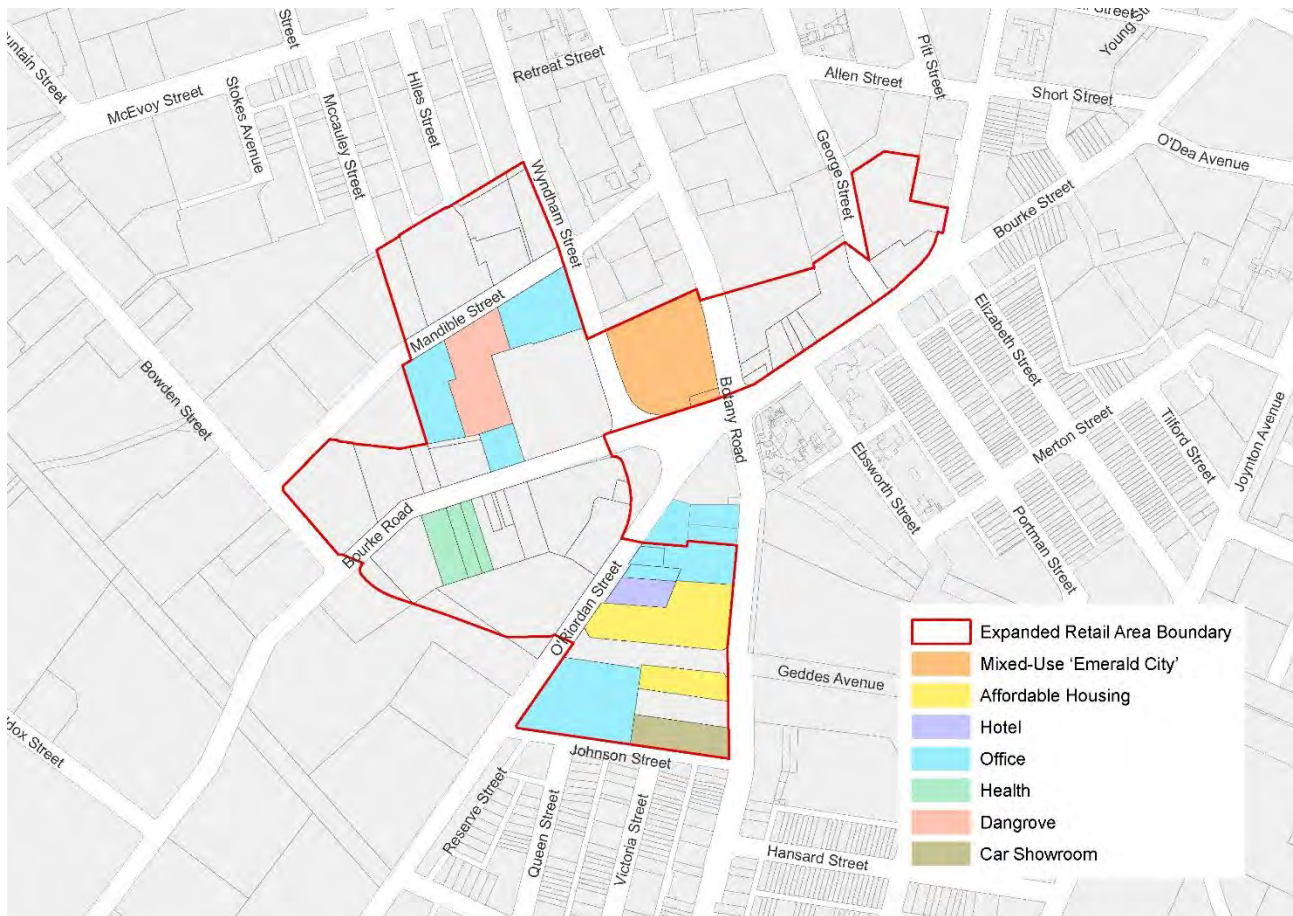 Street
Young
Street
Pitt Street
Retreat Street
Allen Street
Short Street
McEvoy Street
Stokes Avenue
Mccauley Street
Hiles Street
George Street
O'Dea Avenue
Wyndham Street
Bourke Street
Mandible Street
Elizabeth Street
Bowden Street
Botany Road
Merton Street
Tilford Street
Joynton Avenue
Ebsworth Street
Portman Street
Bourke Road
O'Riordan Street
Geddes Avenue
Johnson Street
Reserve Street
Queen Street
Victoria Street
Hansard Street
Street
Expanded Retail Area Boundary
Mixed-Use 'Emerald City'
Affordable Housing
Hotel
Office
Health
Dangrove
Car Showroom